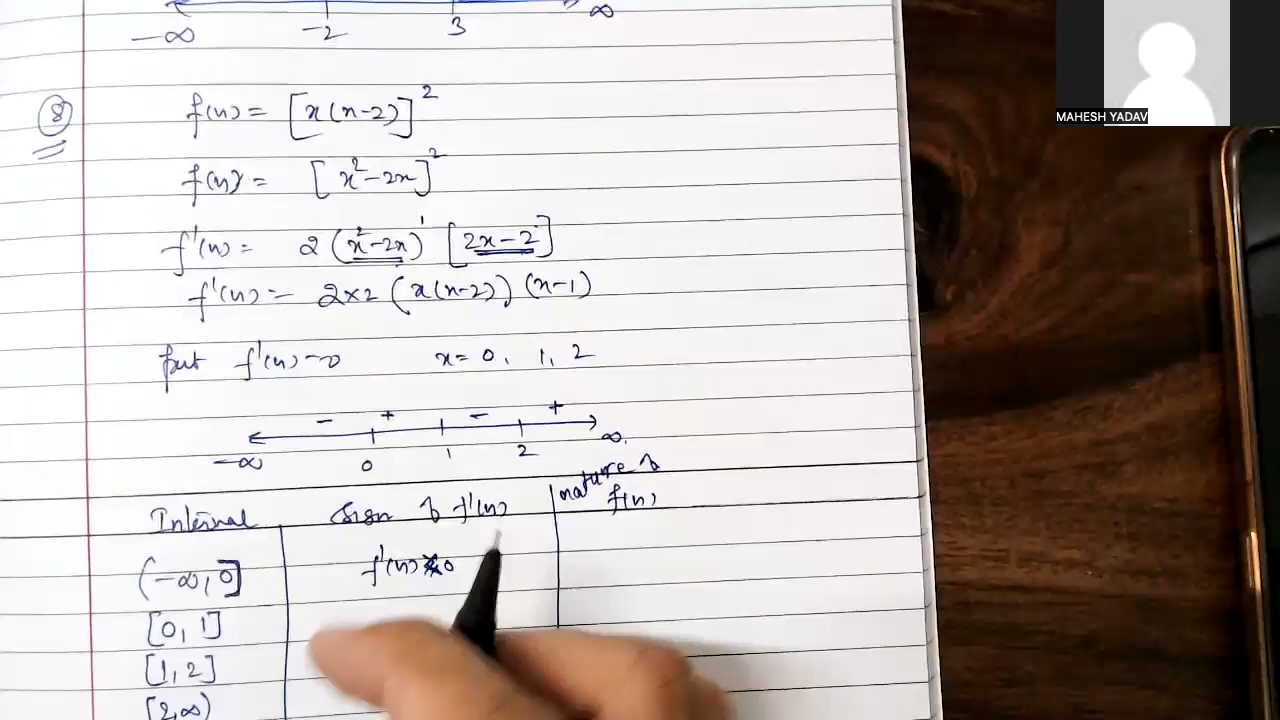 -∞ -2 3 ∞
⑧ f(x) = [x(x-2)]²
f(x) = [x²-2x]²
f'(x) = 2(x²-2x)' [2x-2]
f'(x) = 2×2 (x(x-2)) (x-1)
put f'(x)=0 x= 0, 1, 2
- + - +
-∞ 0 1 2 ∞.
Interval Sign of f'(x) nature of f(x)
(-∞, 0] f'(x) <0
[0, 1]
[1, 2]
[2,∞)
MAHESH YADAV